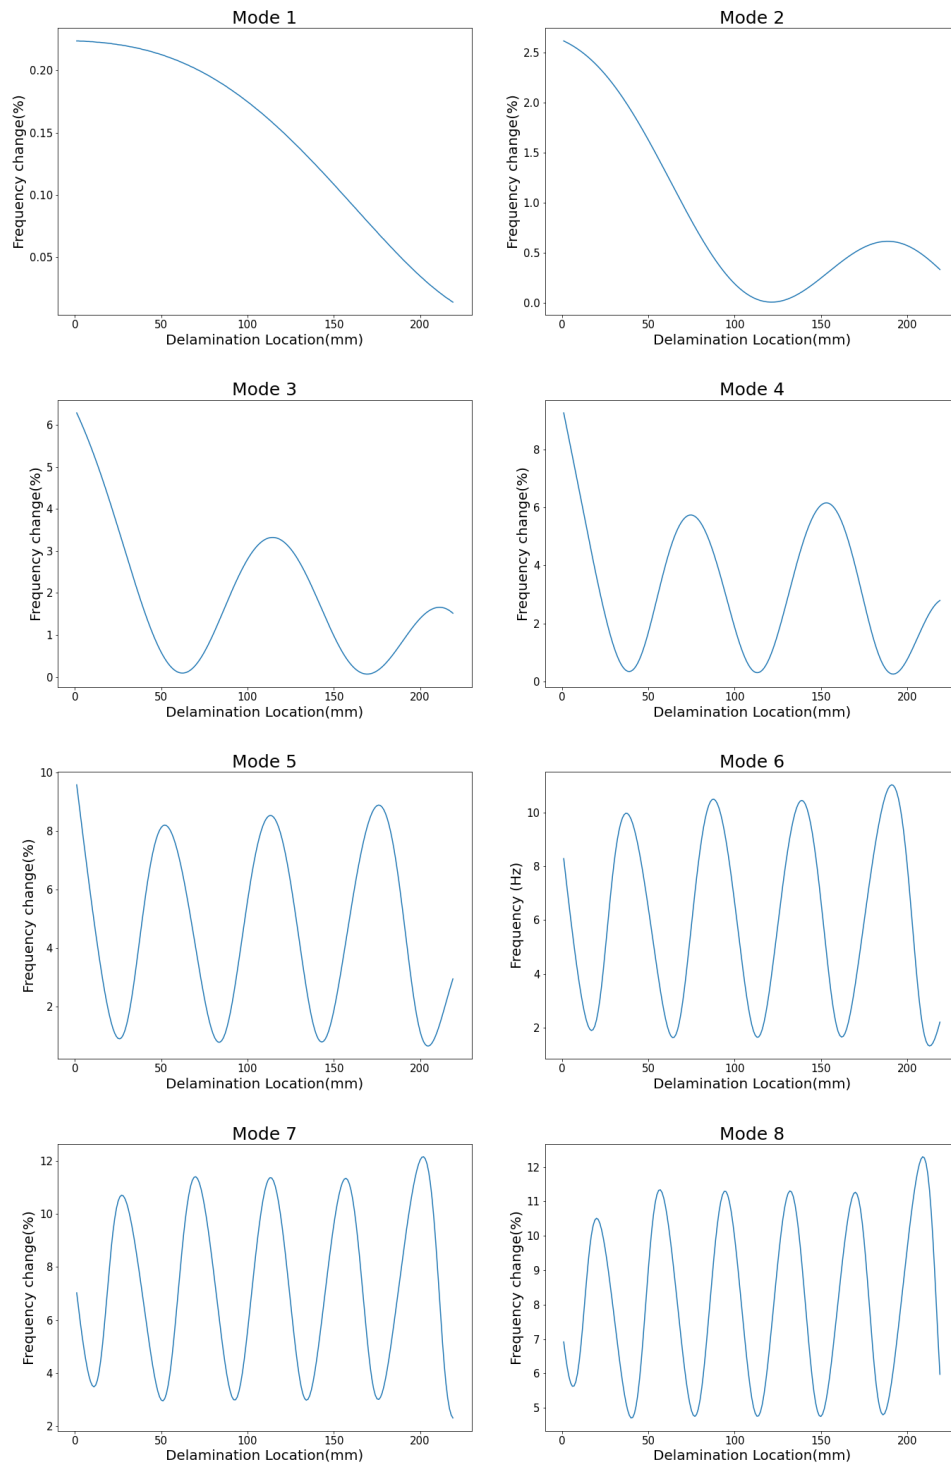 Mode 1
Frequency change(%)
0.20
0.15
0.10
0.05
0 50 100 150 200
Delamination Location(mm)
Mode 2
Frequency change(%)
2.5
2.0
1.5
1.0
0.5
0.0
0 50 100 150 200
Delamination Location(mm)
Mode 3
Frequency change(%)
6
5
4
3
2
1
0
0 50 100 150 200
Delamination Location(mm)
Mode 4
Frequency change(%)
8
6
4
2
0
0 50 100 150 200
Delamination Location(mm)
Mode 5
Frequency change(%)
10
8
6
4
2
0 50 100 150 200
Delamination Location(mm)
Mode 6
Frequency (Hz)
10
8
6
4
2
0 50 100 150 200
Delamination Location(mm)
Mode 7
Frequency change(%)
12
10
8
6
4
2
0 50 100 150 200
Delamination Location(mm)
Mode 8
Frequency change(%)
12
11
10
9
8
7
6
5
0 50 100 150 200
Delamination Location(mm)